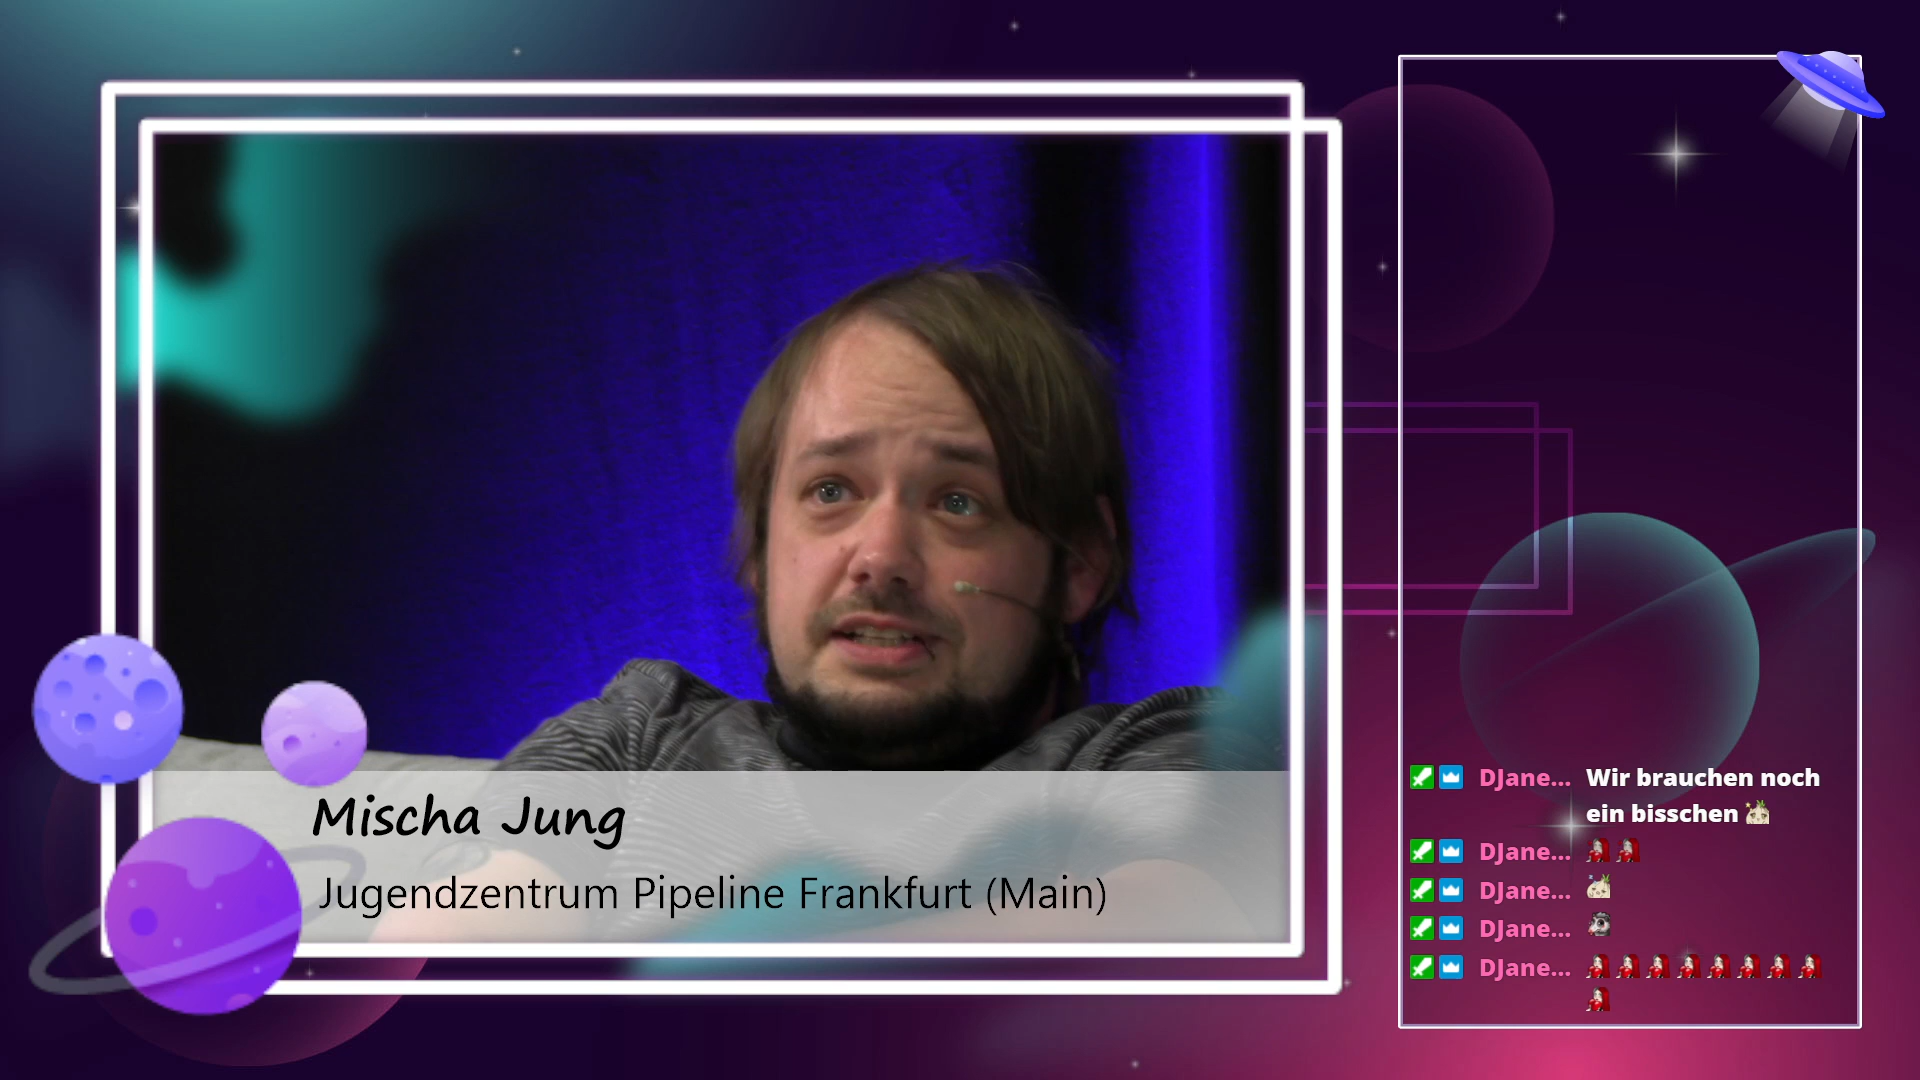 Mischa Jung
Jugendzentrum Pipeline Frankfurt (Main)
DJane... Wir brauchen noch
ein bisschen
DJane...
DJane...
DJane...
DJane...